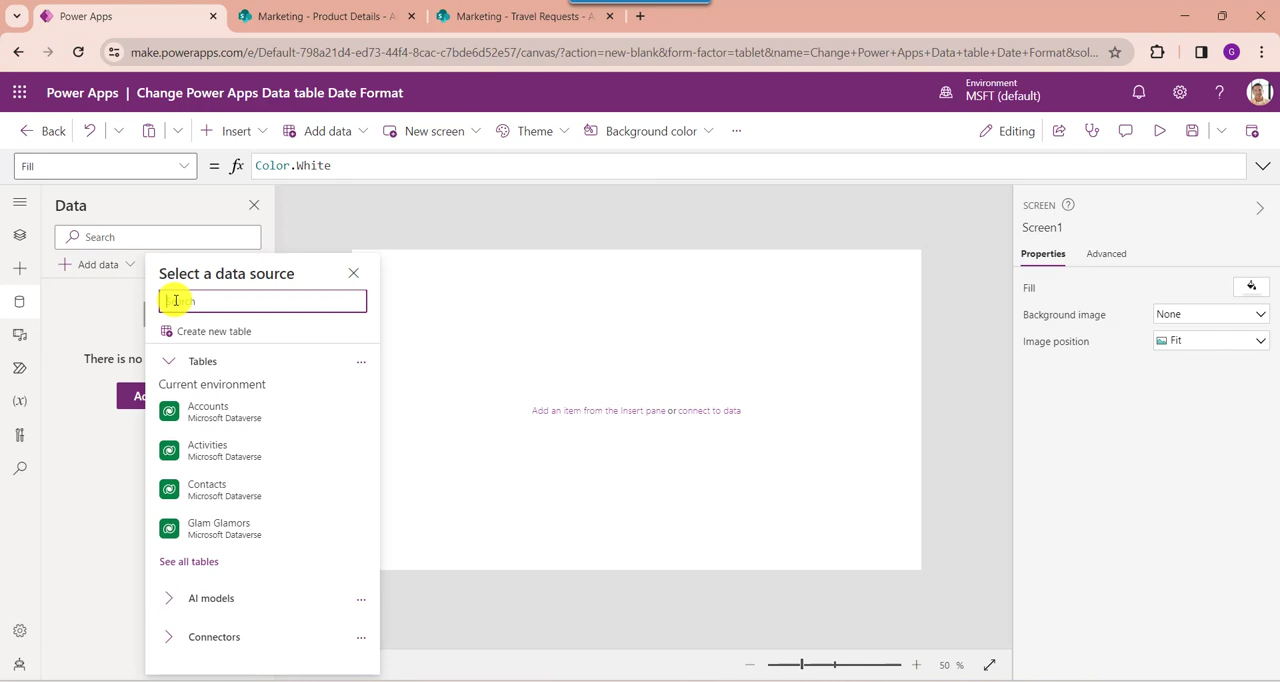 Power Apps
Marketing - Product Details - A
Marketing - Travel Requests - A
make.powerapps.com/e/Default-798a21d4-ed73-44f4-8cac-c7bde6d52e57/canvas/?action=new-blank&form-factor=tablet&name=Change+Power+Apps+Data+table+Date+Format&sol...
G
Power Apps | Change Power Apps Data table Date Format
Environment
MSFT (default)
Back
Insert
Add data
New screen
Theme
Background color
...
Editing
Fill
= fx Color.White
Data
Search
Add data
There is no
Ad
Select a data source
Search
Create new table
Tables
...
Current environment
Accounts
Microsoft Dataverse
Activities
Microsoft Dataverse
Contacts
Microsoft Dataverse
Glam Glamors
Microsoft Dataverse
See all tables
AI models
...
Connectors
...
Add an item from the Insert pane or connect to data
SCREEN
Screen1
Properties
Advanced
Fill
Background image
None
Image position
Fit
50 %